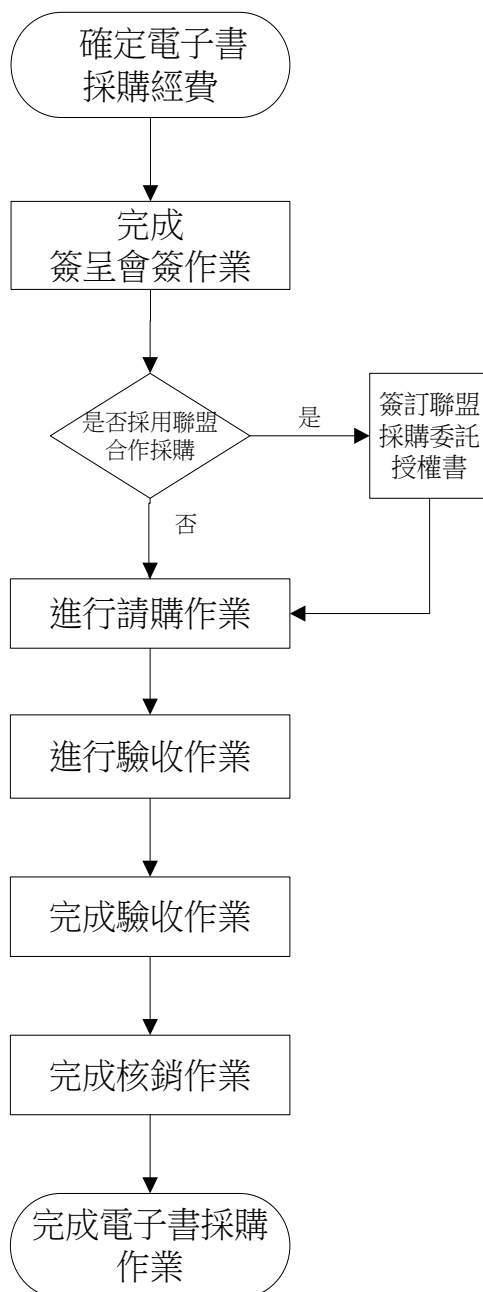 確定電子書
採購經費
完成
簽呈會簽作業
是否採用聯盟
合作採購
是
簽訂聯盟
採購委託
授權書
否
進行請購作業
進行驗收作業
完成驗收作業
完成核銷作業
完成電子書採購
作業